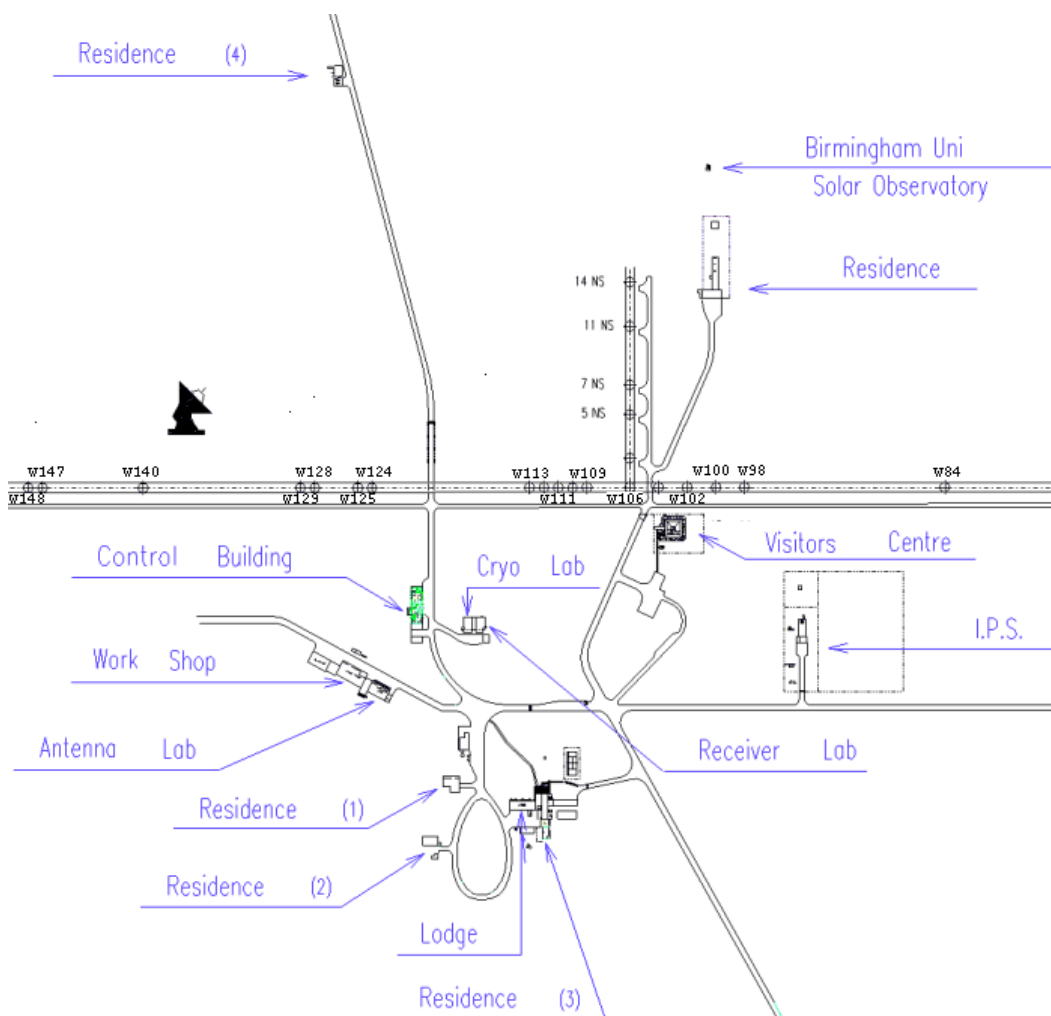 Residence (4)
Birmingham Uni
Solar Observatory
Residence
14 NS
11 NS
7 NS
5 NS
W147
W140
W128
W124
W113
W109
W100
W98
W84
W148
W129
W125
W111
W106
W102
Control Building
Cryo Lab
Visitors Centre
I.P.S.
Work Shop
Antenna Lab
Receiver Lab
Residence (1)
Residence (2)
Lodge
Residence (3)